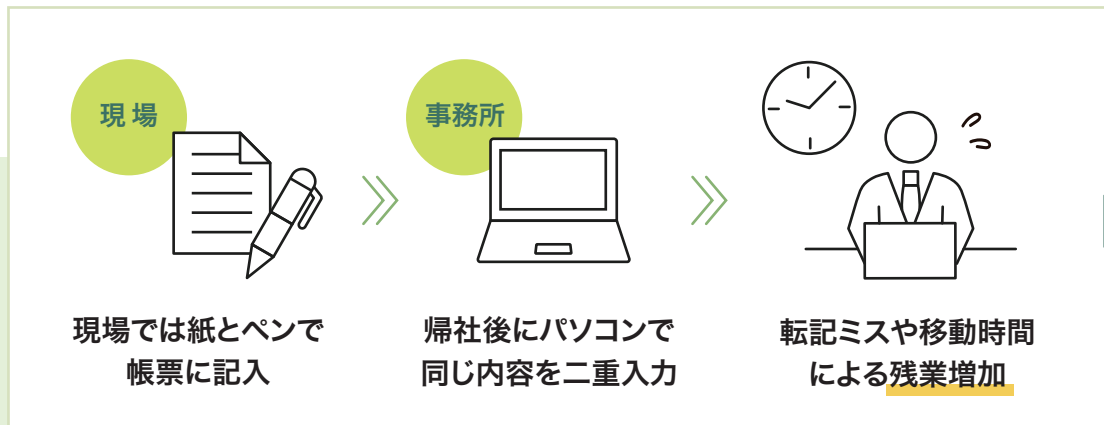 現場
事務所
現場では紙とペンで
帳票に記入
帰社後にパソコンで
同じ内容を二重入力
転記ミスや移動時間
による残業増加